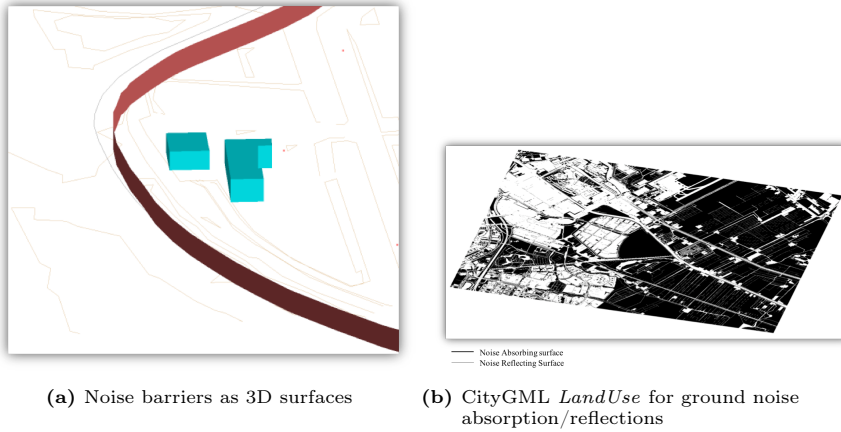 Noise Absorbing surface
Noise Reflecting Surface
(a) Noise barriers as 3D surfaces
(b) CityGML LandUse for ground noise
absorption/reflections